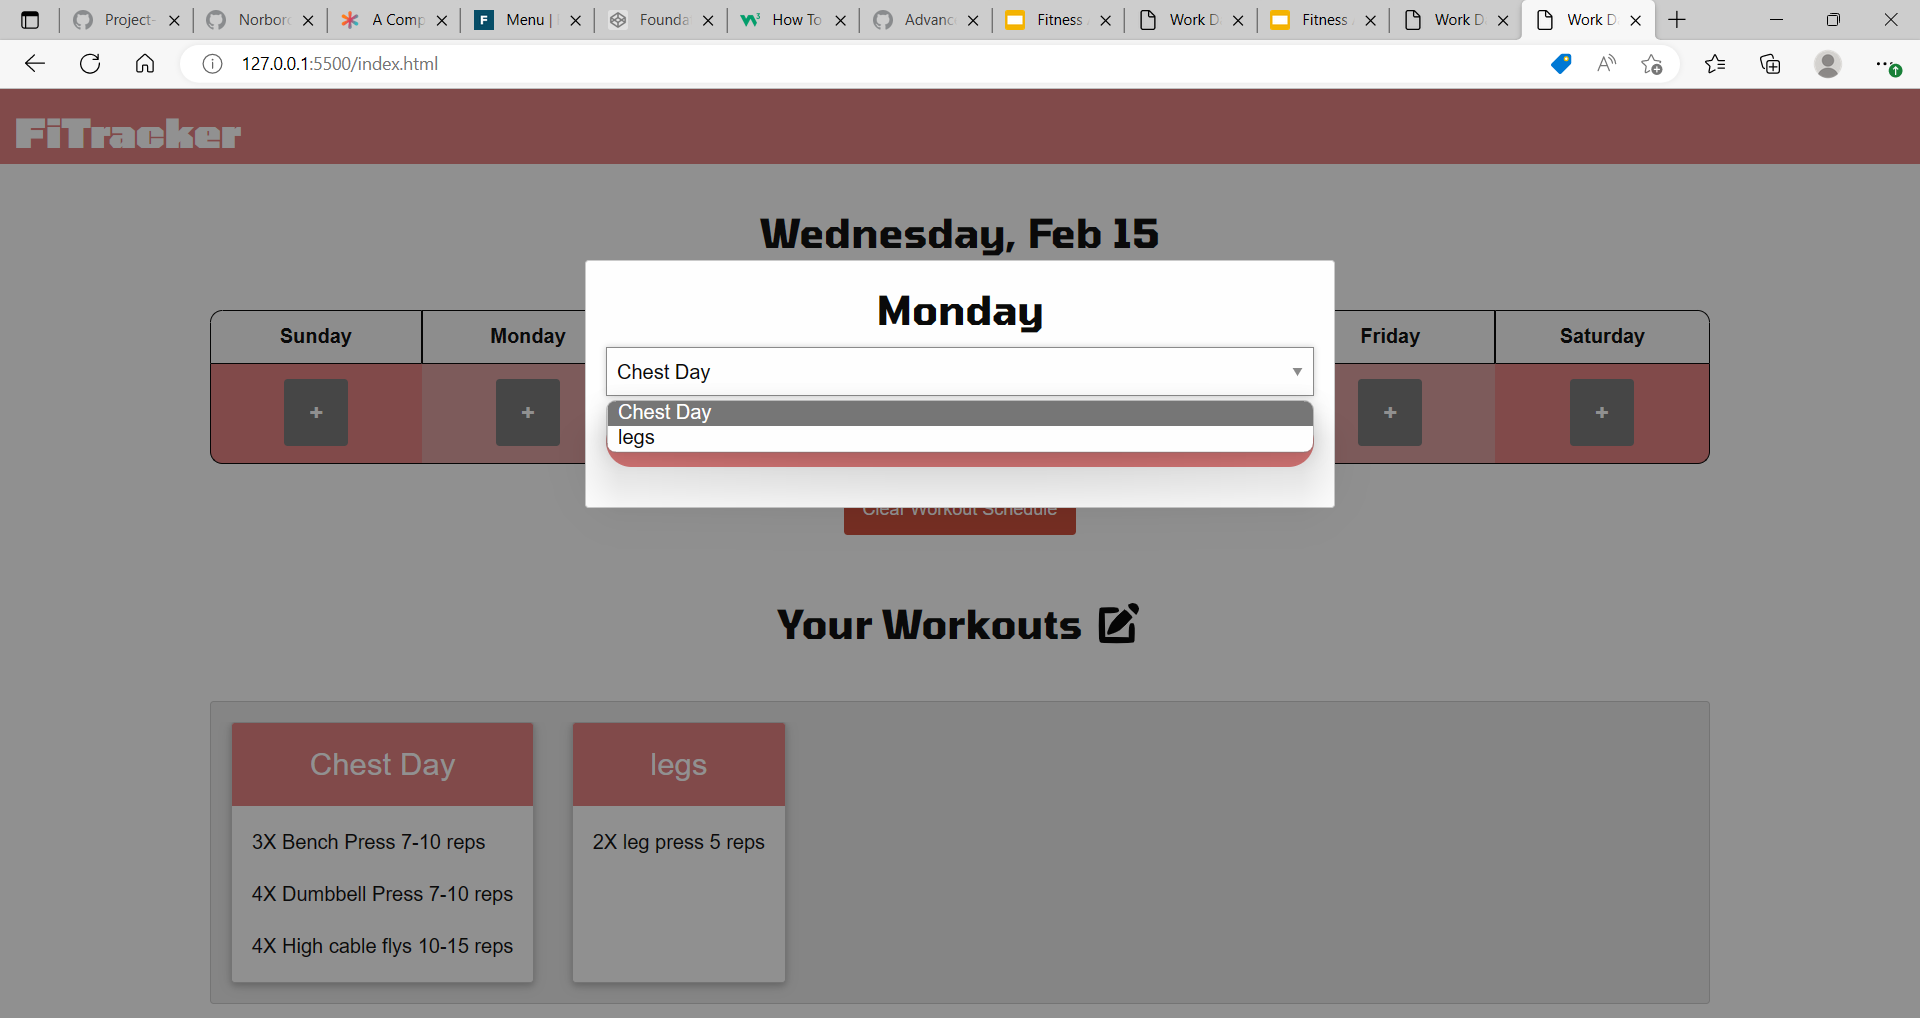 Project-
Norbor
A Comp
Menu |
Founda
How To
Advanc
Fitness
Work D
Fitness
Work D
Work D
127.0.0.1:5500/index.html
FiTracker
Wednesday, Feb 15
Monday
Sunday
Monday
Friday
Saturday
Chest Day
+
+
+
+
Chest Day
legs
Clear Workout Schedule
Your Workouts
Chest Day
legs
3X Bench Press 7-10 reps
2X leg press 5 reps
4X Dumbbell Press 7-10 reps
4X High cable flys 10-15 reps